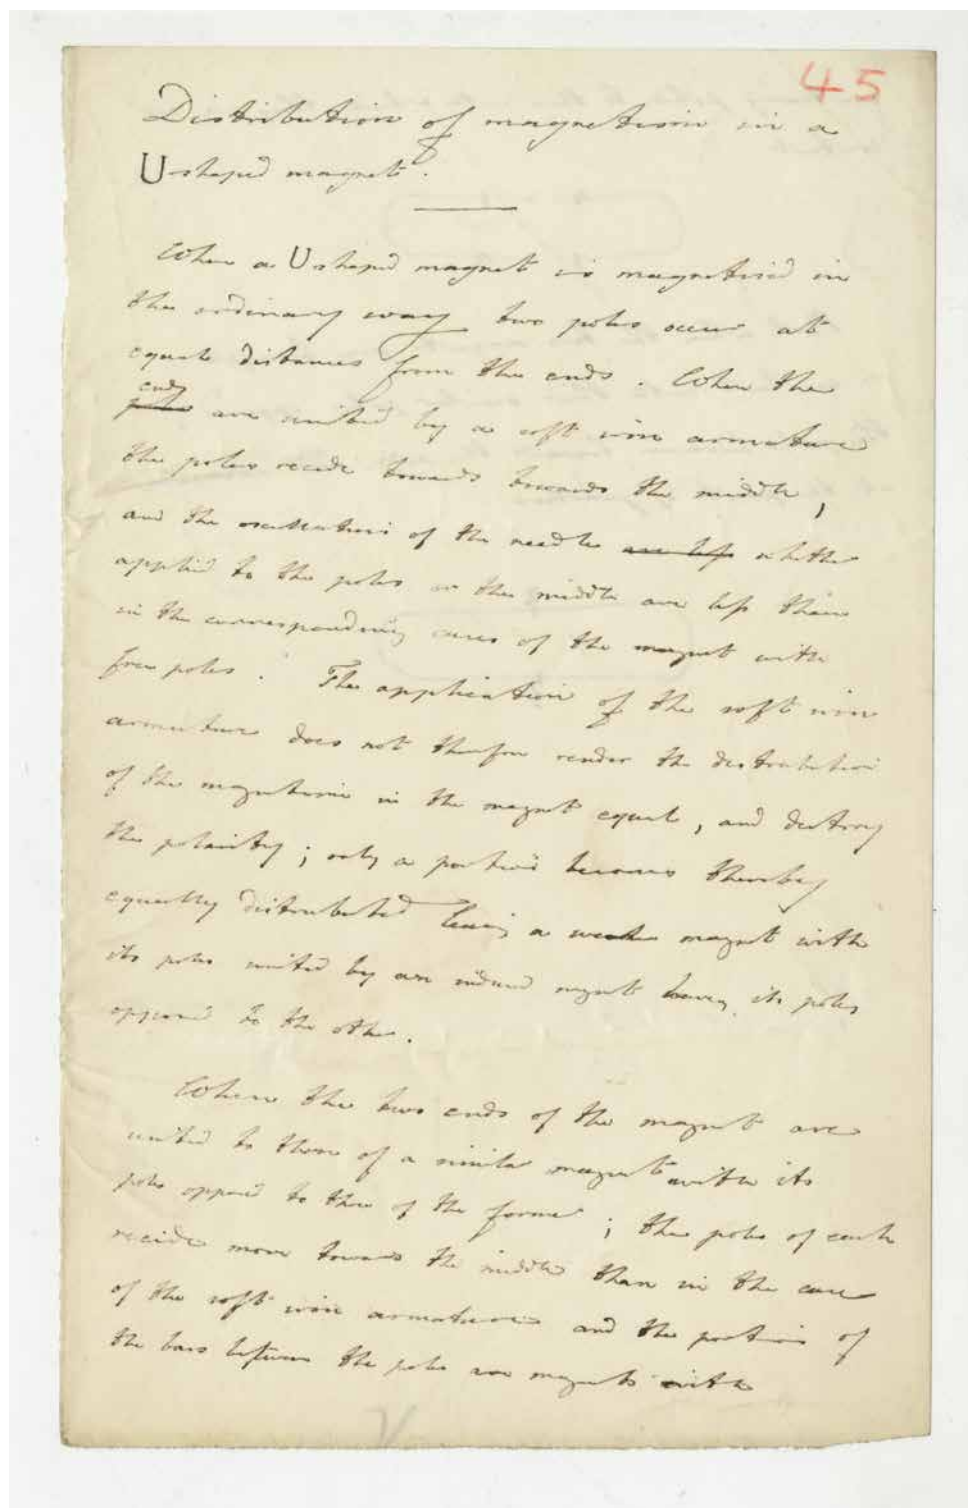 45
Distribution of magnetism in a
U-shaped magnet.
When a U shaped magnet is magnetised in
the ordinary way two poles occur at
equal distances from the ends. When the
ends
poles are united by a soft iron armature
the poles recede towards towards the middle,
and the oscillations of the needle are less whether
applied to the poles or the middle are less than
in the corresponding cases of the magnet with
free poles. The application of the soft iron
armature does not therefore render the distribution
of the magnetism in the magnet equal, and destroy
the polarity; only a portion becomes thereby
equally distributed leaving a weaker magnet with
its poles united by an induced magnet having its poles
opposed to the other.
When the two ends of the magnet are
united to those of a similar magnet with its
poles opposed to those of the former; the poles of each
recide more towards the middle than in the case
of the soft iron armature and the portions of
the bars between the poles are magnets with